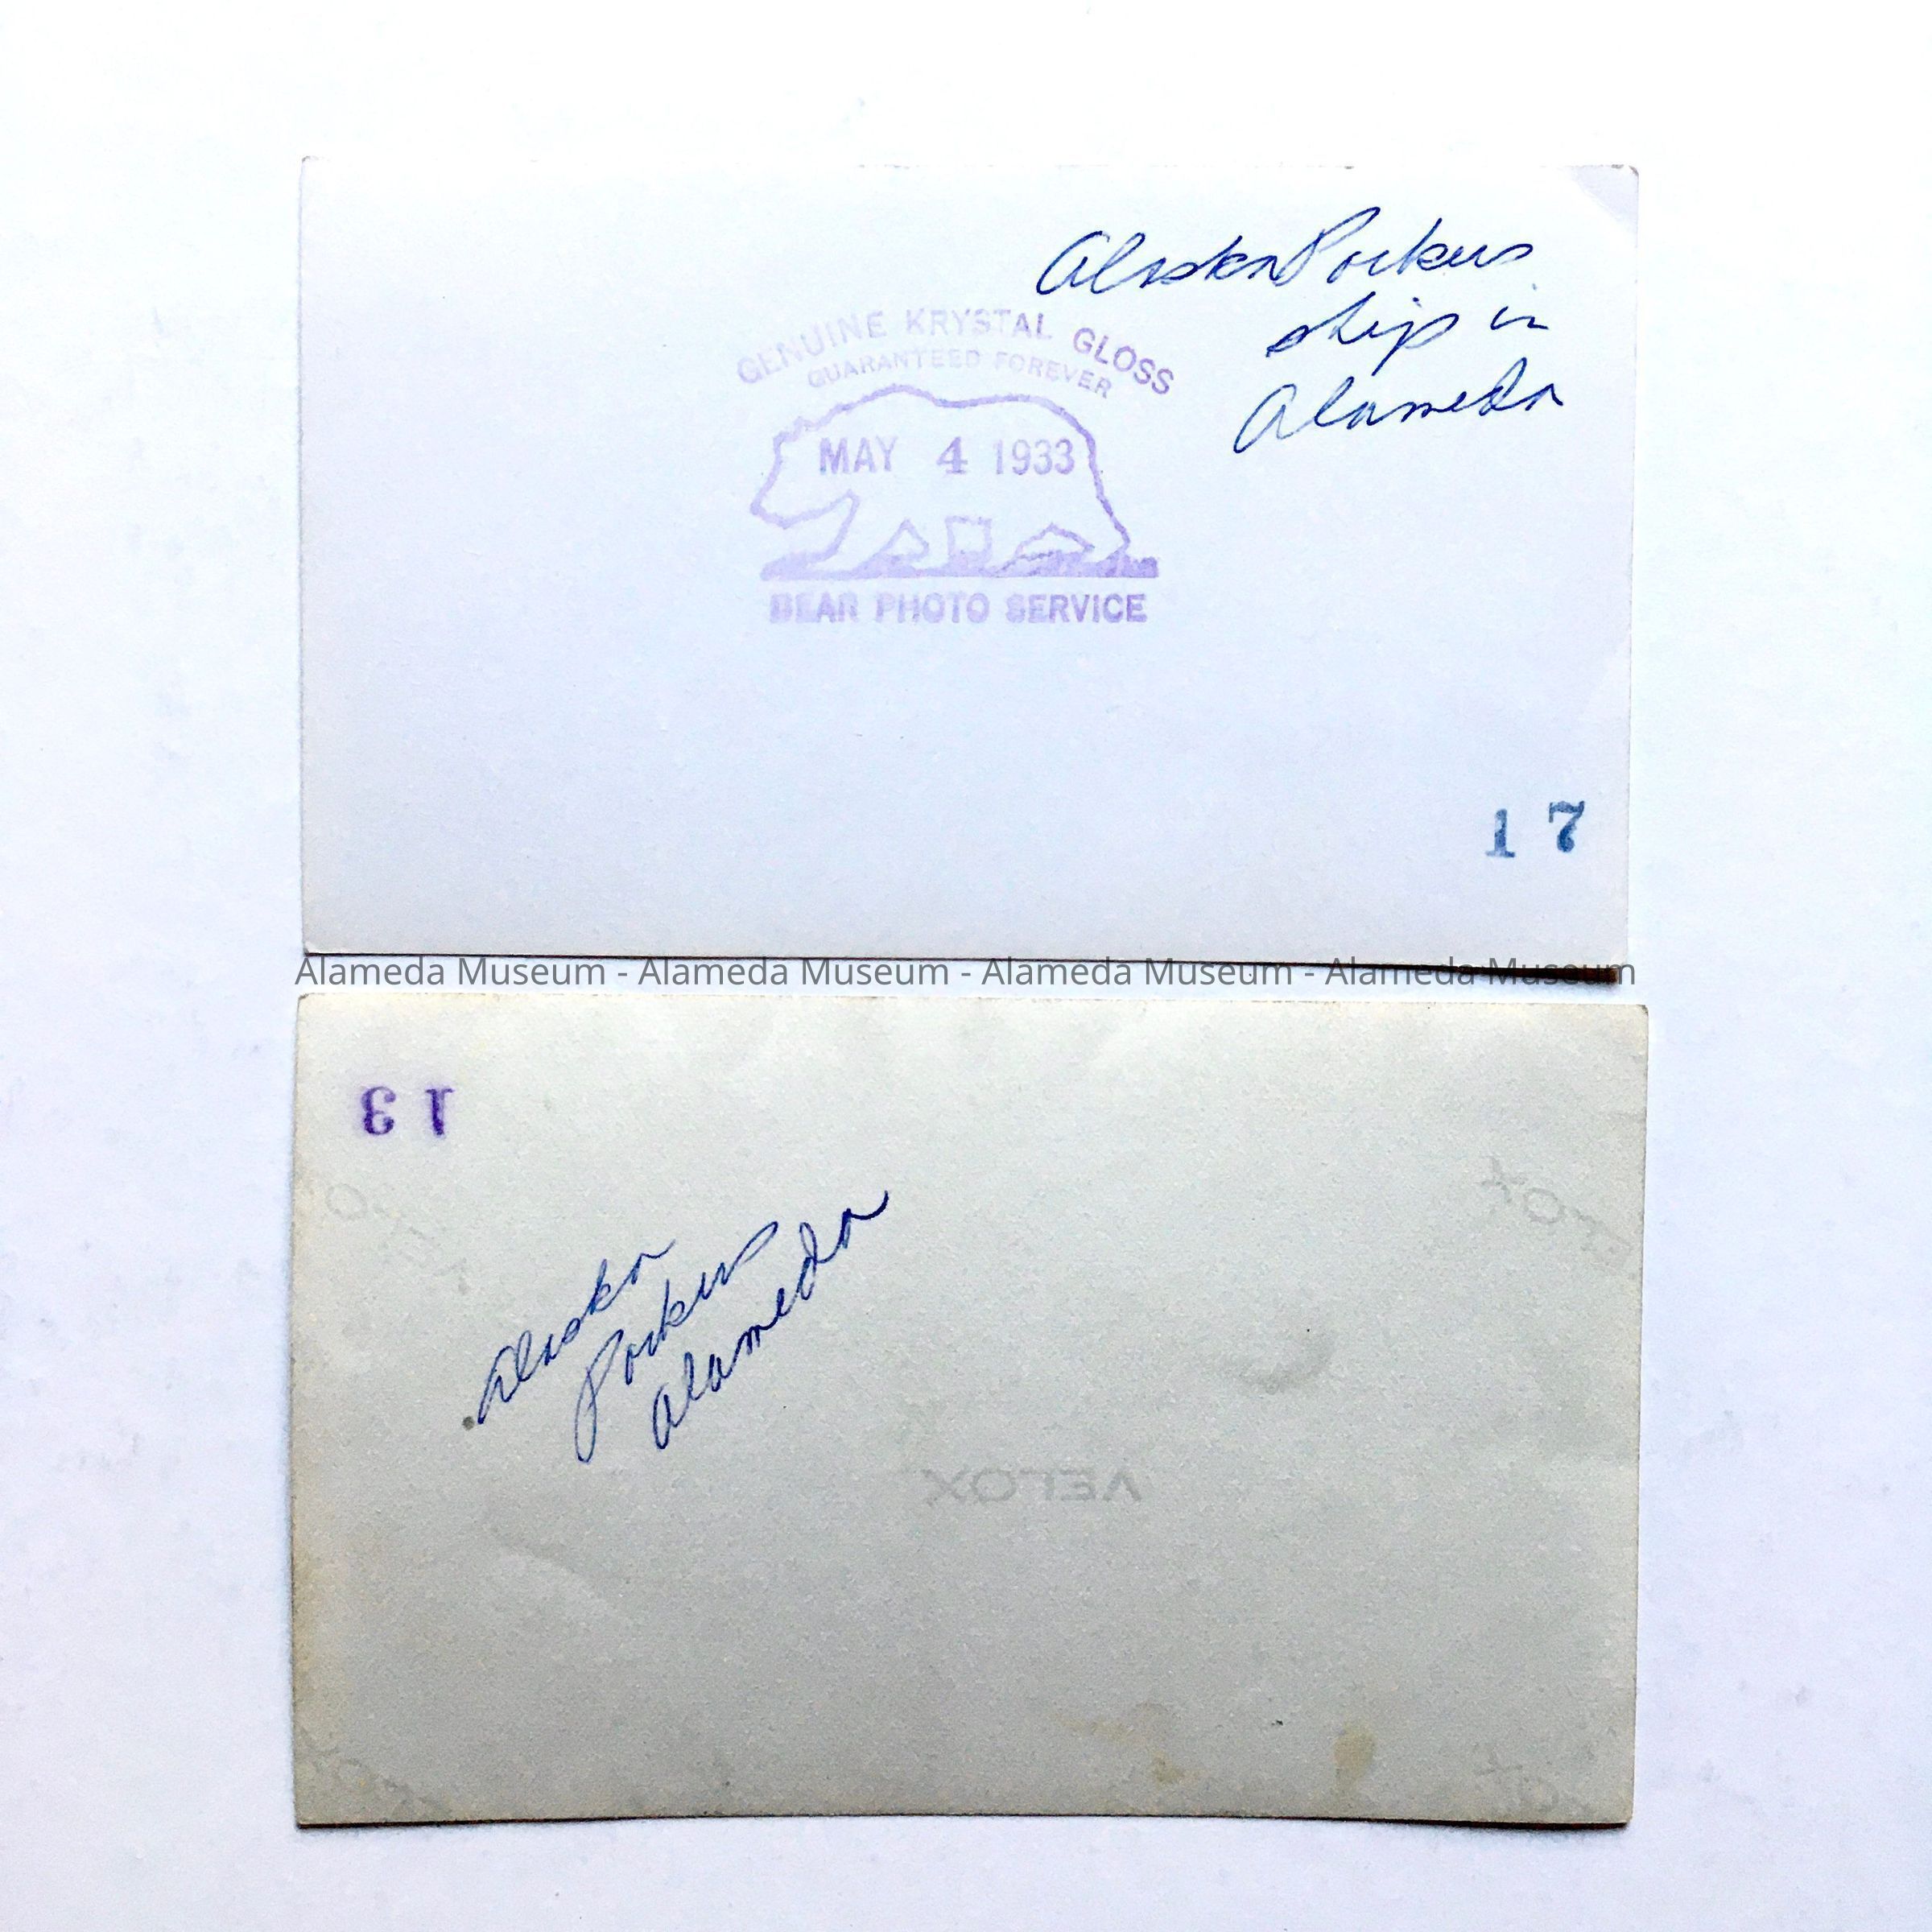 Alaska Packers
ship in
Alameda
GENUINE KRYSTAL GLOSS
GUARANTEED FOREVER
MAY 4 1933
BEAR PHOTO SERVICE
17
Alameda Museum - Alameda Museum - Alameda Museum - Alameda Museum
13
Alaska
Packers
Alameda
VELOX